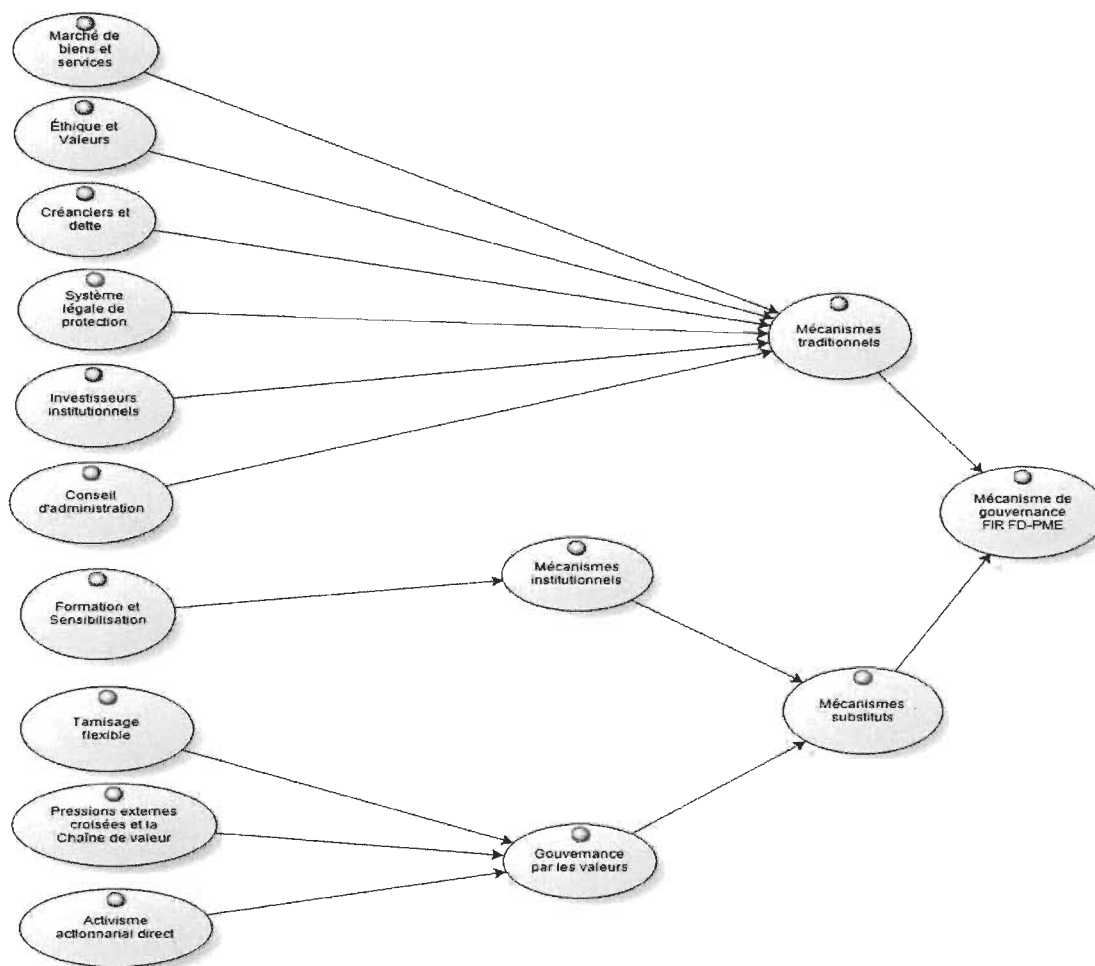 Marché de
biens et
services
Éthique et
Valeurs
Créanciers et
dette
Système
légale de
protection
Investisseurs
institutionnels
Conseil
d'administration
Formation et
Sensibilisation
Tamisage
flexible
Pressions externes
croisées et la
Chaîne de valeur
Activisme
actionnarial direct
Mécanismes
institutionnels
Gouvernance
par les valeurs
Mécanismes
traditionnels
Mécanismes
substituts
Mécanisme de
gouvernance
FIR FD-PME